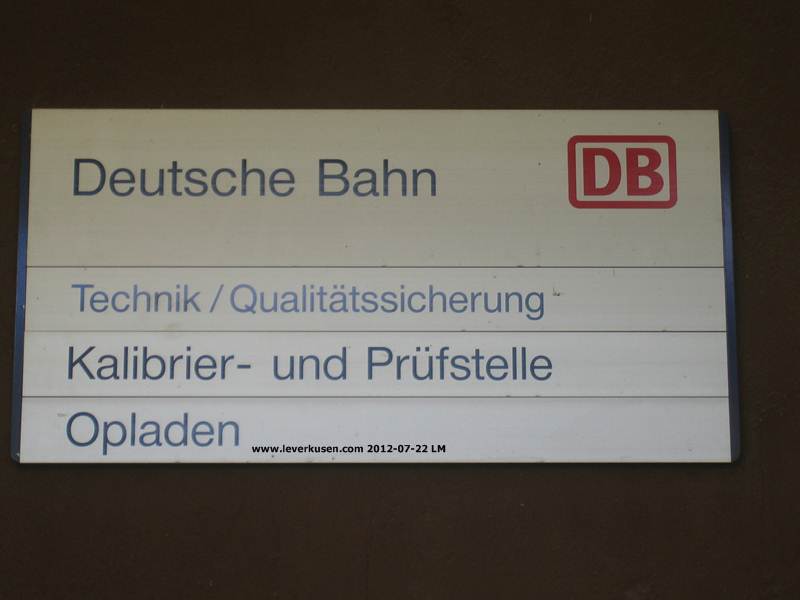 Deutsche Bahn
DB
Technik / Qualitätssicherung
Kalibrier- und Prüfstelle
Opladen
www.leverkusen.com 2012-07-22 LM